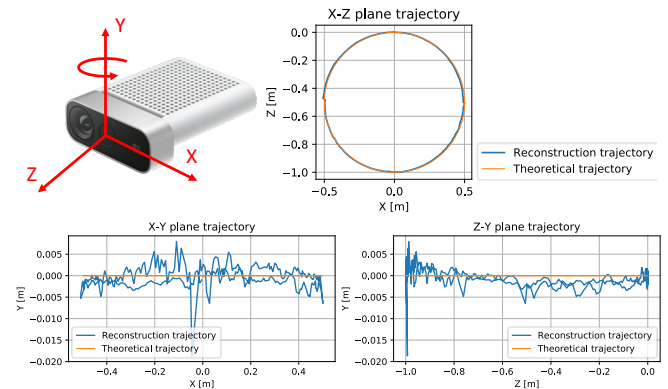 Y
Z
X
X-Z plane trajectory
0.0
−0.2
−0.4
−0.6
−0.8
−1.0
Z [m]
−0.5 0.0 0.5
X [m]
Reconstruction trajectory
Theoretical trajectory
X-Y plane trajectory
0.005
0.000
−0.005
−0.010
−0.015
−0.020
Y [m]
−0.4 −0.2 0.0 0.2 0.4
X [m]
Reconstruction trajectory
Theoretical trajectory
Z-Y plane trajectory
0.005
0.000
−0.005
−0.010
−0.015
−0.020
Y [m]
−1.0 −0.8 −0.6 −0.4 −0.2 0.0
Z [m]
Reconstruction trajectory
Theoretical trajectory